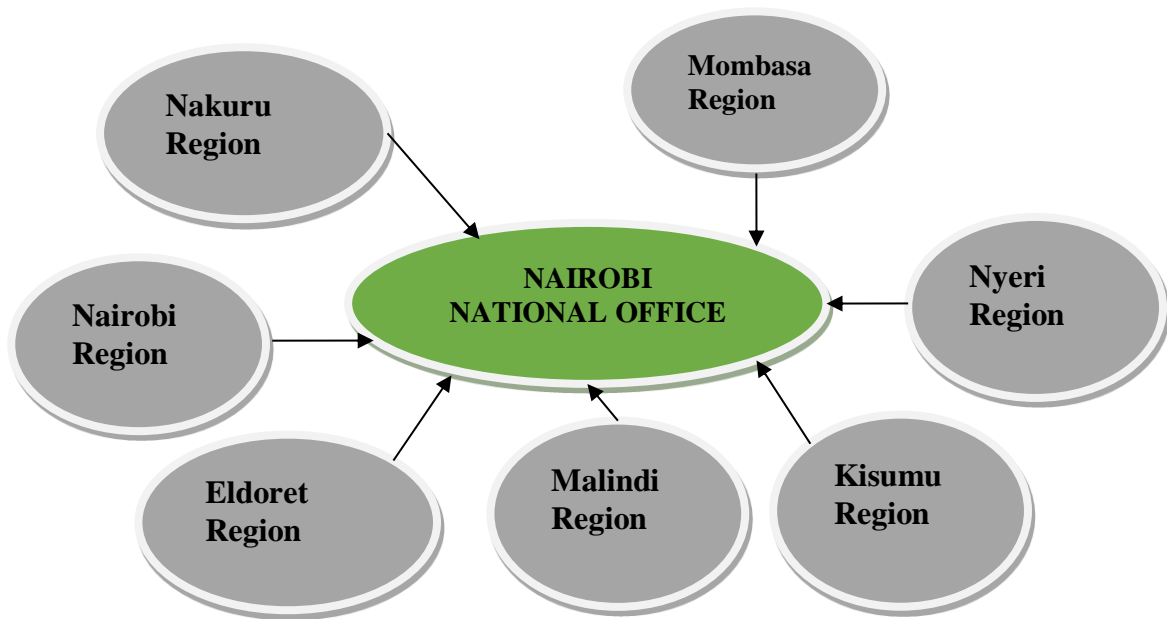 Nakuru
Region
Mombasa
Region
NAIROBI
NATIONAL OFFICE
Nyeri
Region
Nairobi
Region
Eldoret
Region
Malindi
Region
Kisumu
Region